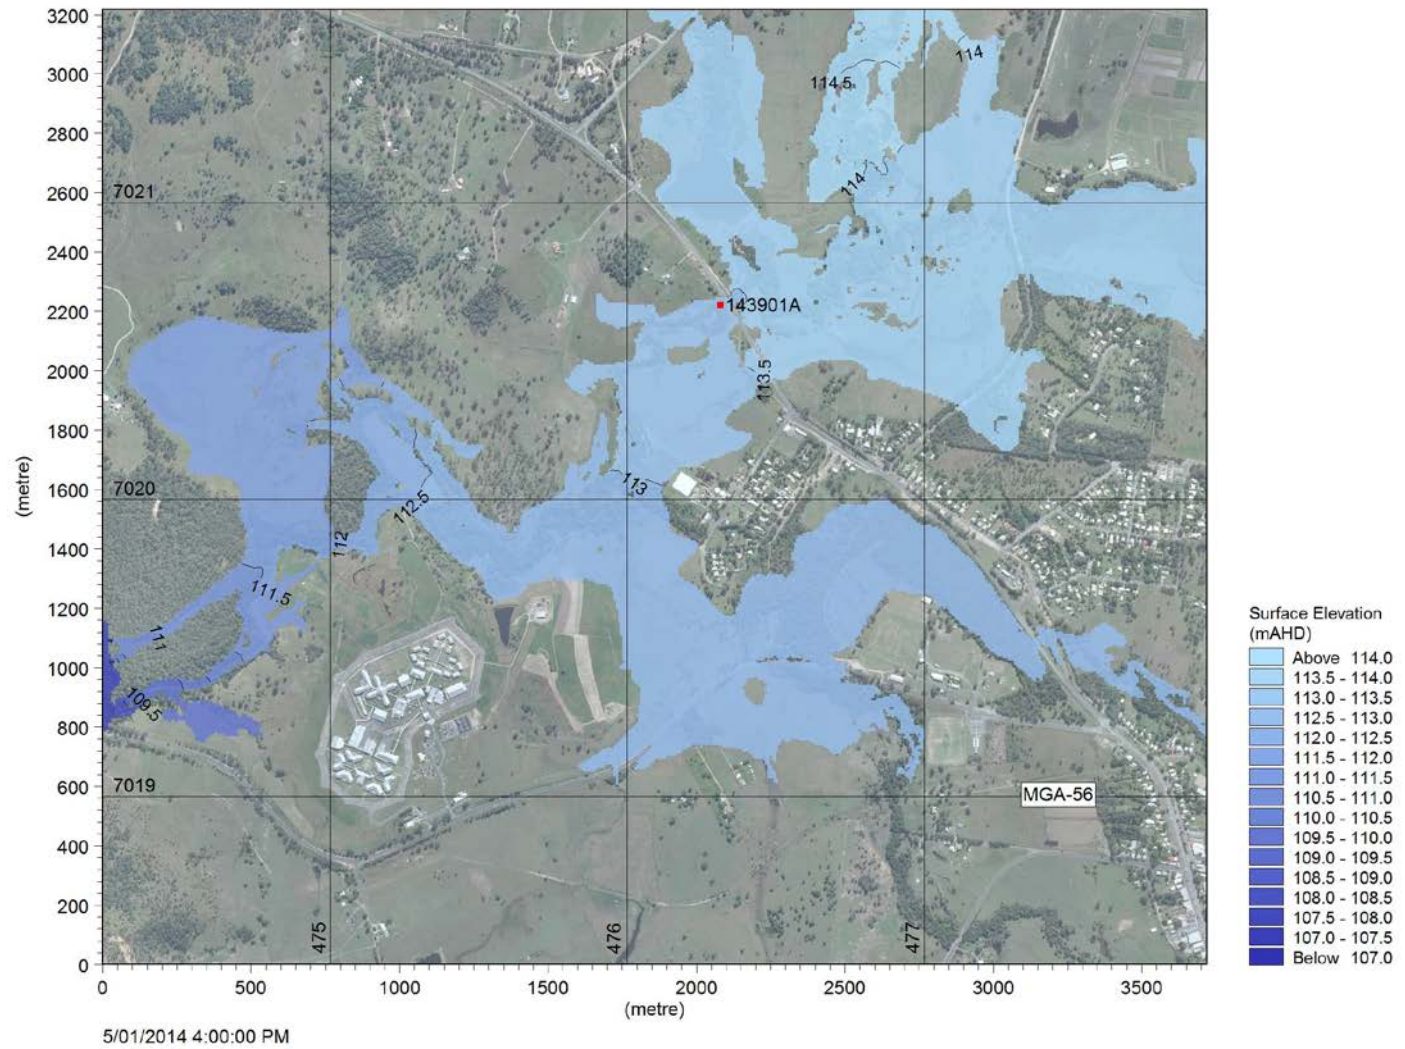 3200
3000
2800
2600
2400
2200
2000
1800
1600
1400
1200
1000
800
600
400
200
0
(metre)
0
500
1000
1500
2000
2500
3000
3500
(metre)
7021
7020
7019
475
476
477
114.5
114
114
143901A
113.5
113
112.5
112
111.5
111
109.5
MGA-56
Surface Elevation
(mAHD)
Above 114.0
113.5 - 114.0
113.0 - 113.5
112.5 - 113.0
112.0 - 112.5
111.5 - 112.0
111.0 - 111.5
110.5 - 111.0
110.0 - 110.5
109.5 - 110.0
109.0 - 109.5
108.5 - 109.0
108.0 - 108.5
107.5 - 108.0
107.0 - 107.5
Below 107.0
5/01/2014 4:00:00 PM